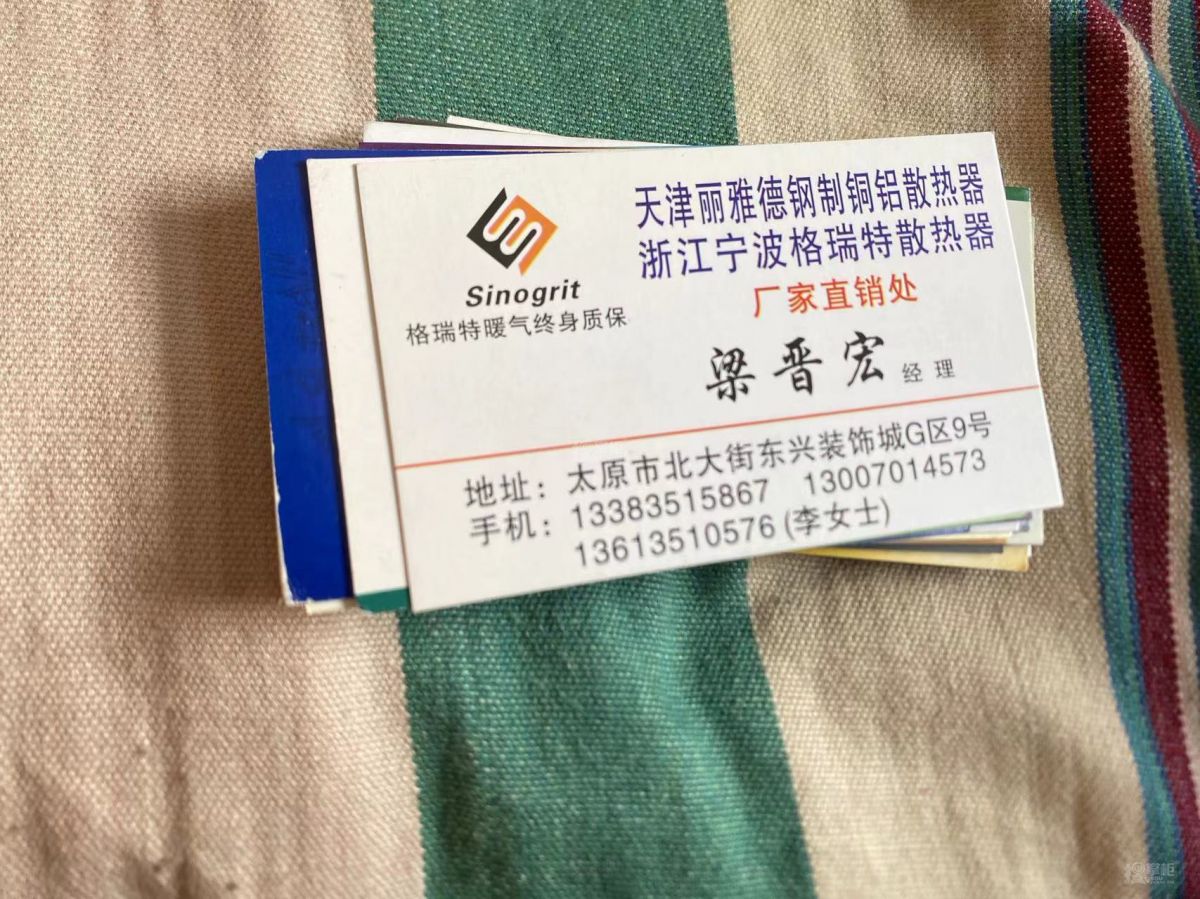 天津丽雅德钢制铜铝散热器
浙江宁波格瑞特散热器
厂家直销处
Sinogrit
格瑞特暖气终身质保
梁晋宏 经理
地址：太原市北大街东兴装饰城G区9号
手机：13383515867 13007014573
13613510576 (李女士)